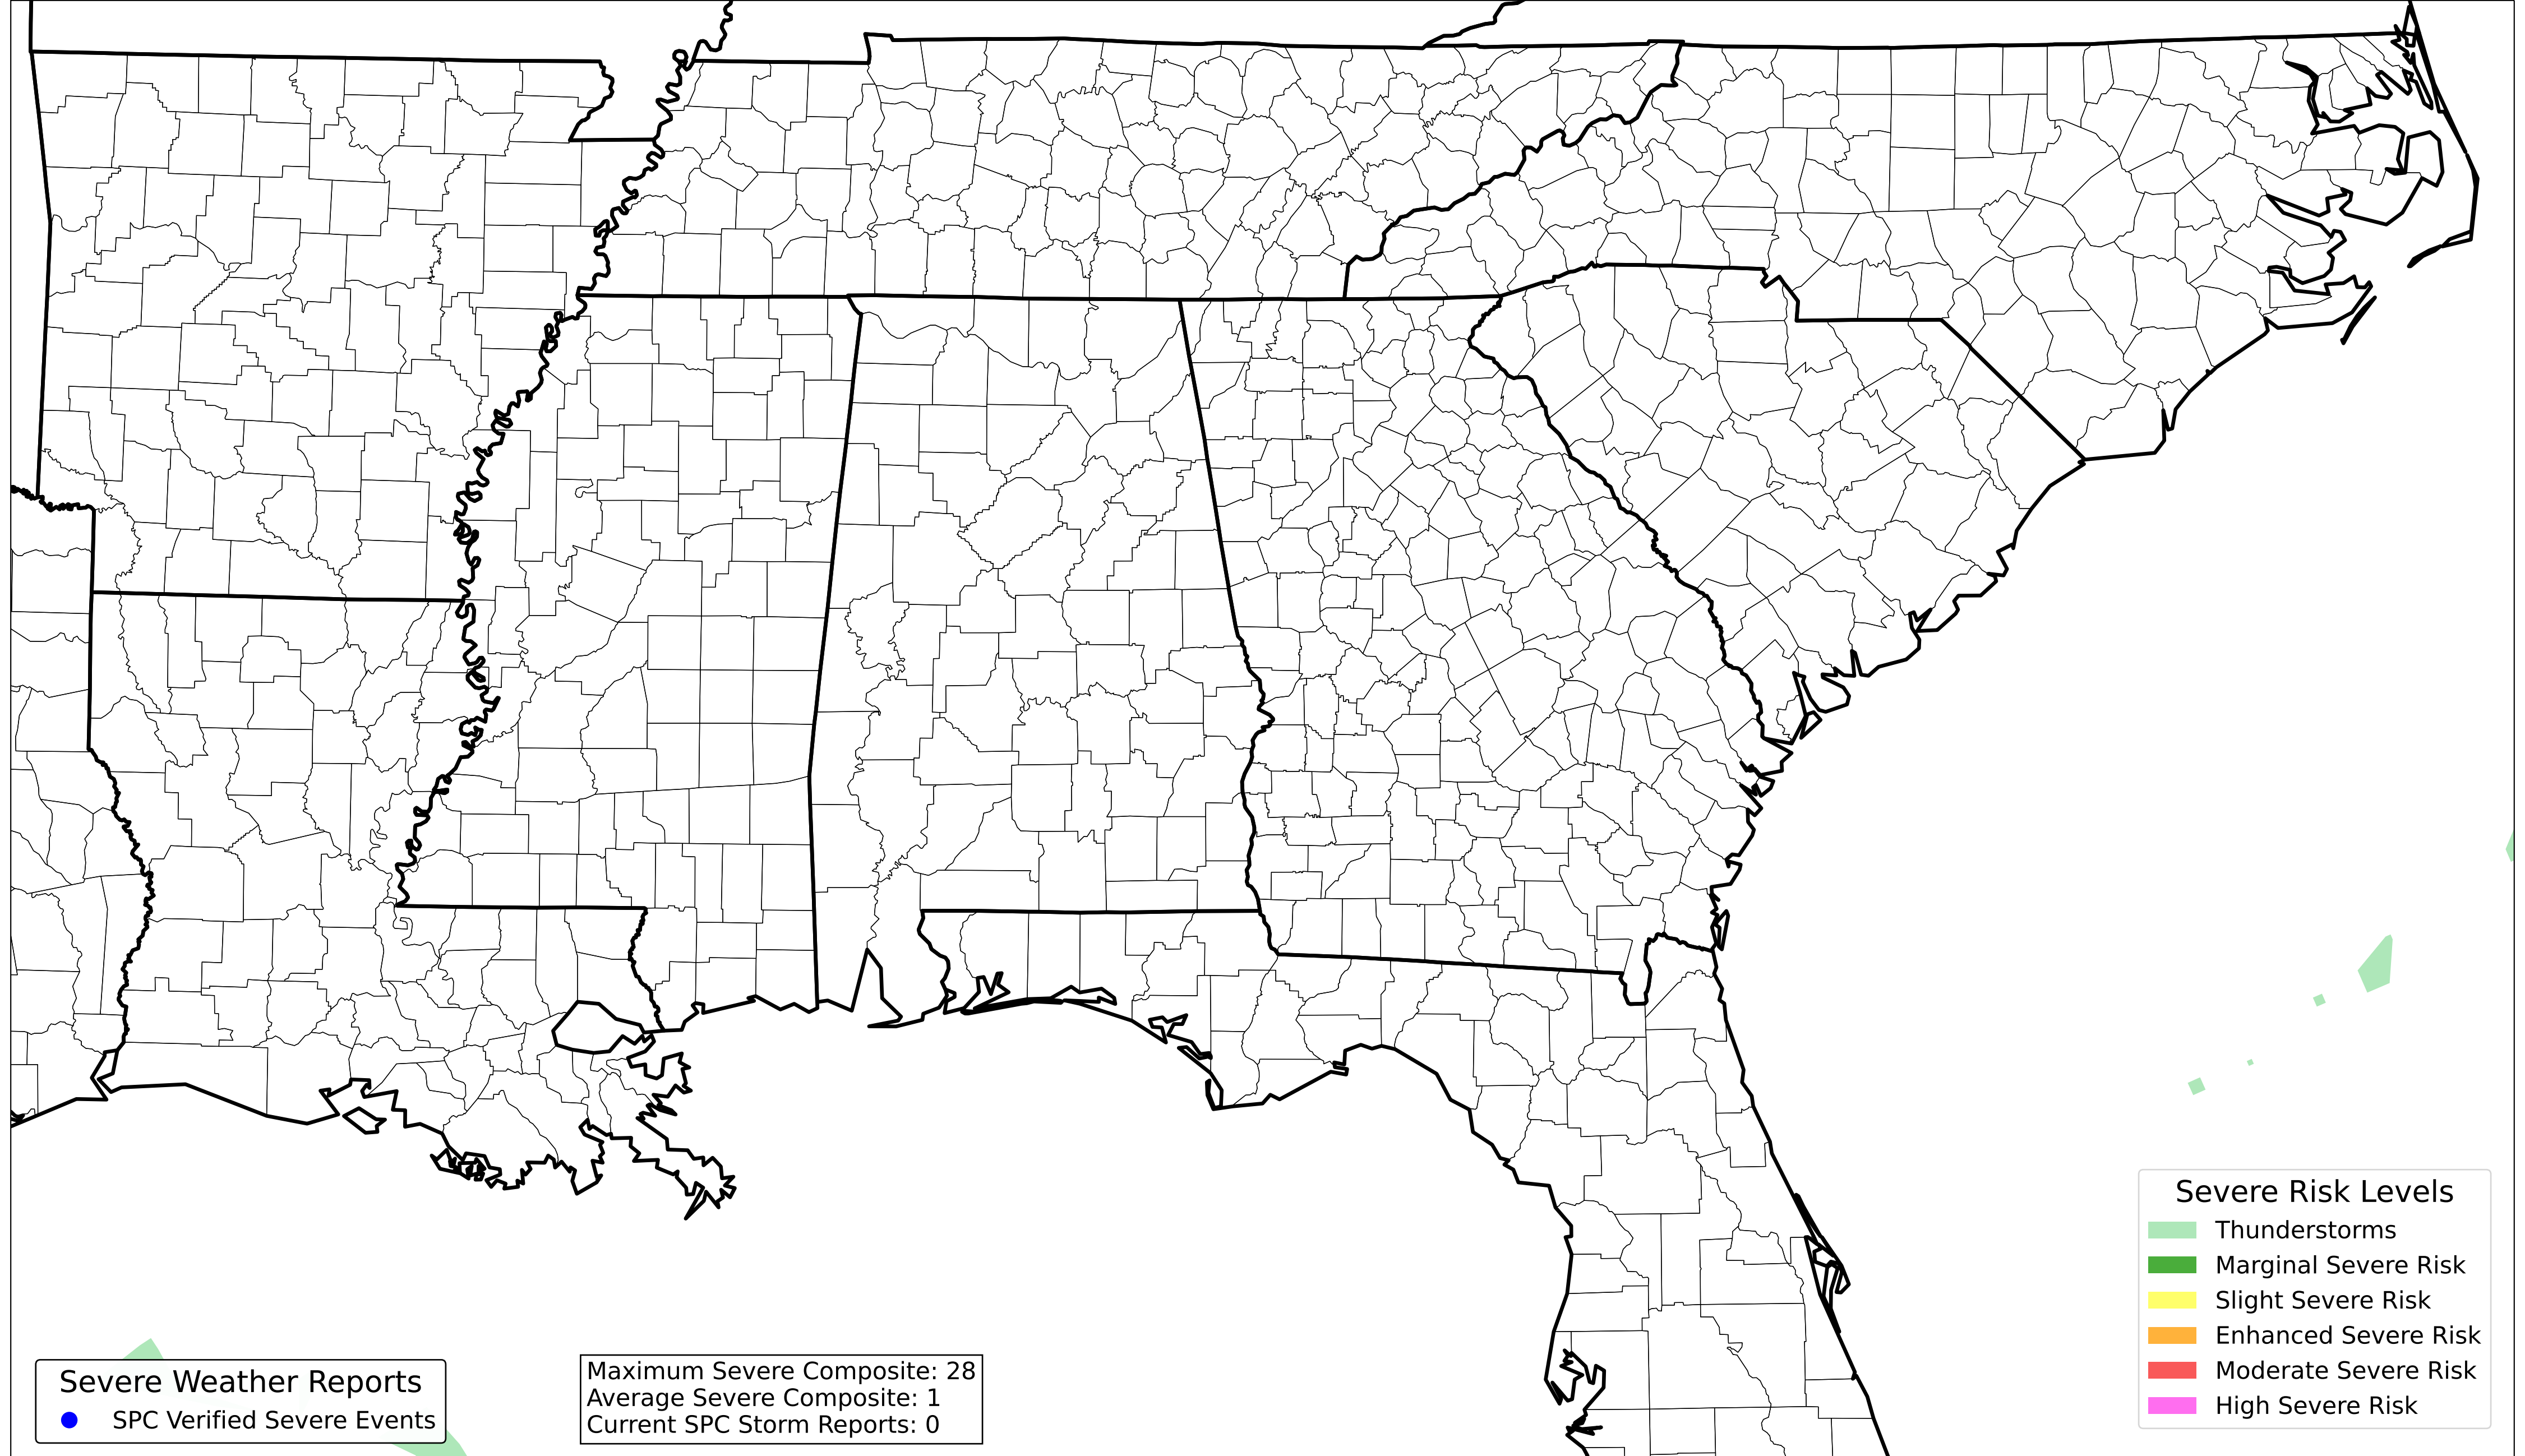 Severe Weather Reports
SPC Verified Severe Events
Maximum Severe Composite: 28
Average Severe Composite: 1
Current SPC Storm Reports: 0
Severe Risk Levels
Thunderstorms
Marginal Severe Risk
Slight Severe Risk
Enhanced Severe Risk
Moderate Severe Risk
High Severe Risk